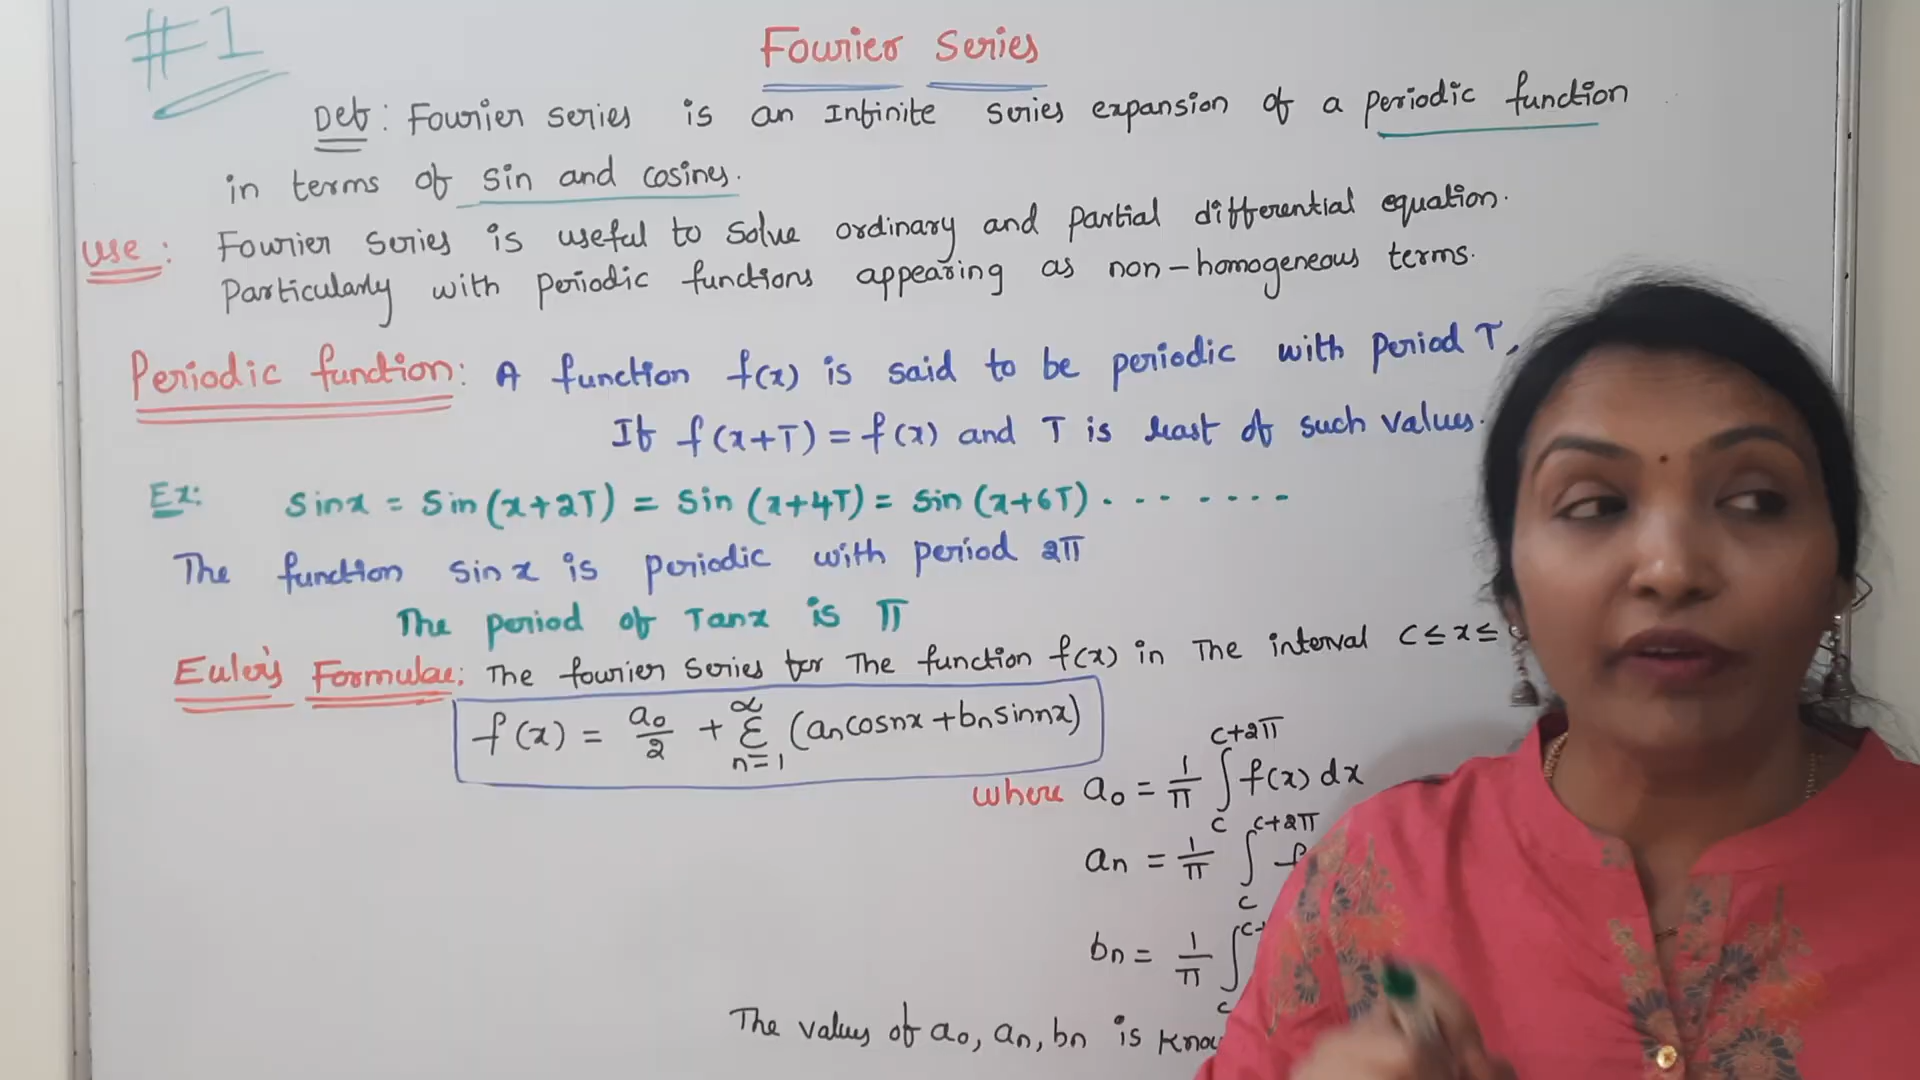 #1
Fourier Series
Def: Fourier series is an Infinite series expansion of a periodic function
in terms of sin and cosines.
Use: Fourier series is useful to solve ordinary and partial differential equation.
Particularly with periodic functions appearing as non-homogeneous terms.
Periodic function: A function f(x) is said to be periodic with period T,
If f(x+T) = f(x) and T is least of such values.
Ex: Sinx = Sin(x+2T) = Sin(x+4T) = Sin(x+6T) . - - - - - -
The function sinx is periodic with period 2π
The period of Tanx is π
Euler's Formulae: The fourier Series for The function f(x) in The interval C≤x≤
f(x) = a₀/2 + Σ_{n=1}^{∞} (aₙcosnx + bₙsinnx)
where a₀ = 1/π ∫_{c}^{c+2π} f(x) dx
aₙ = 1/π ∫_{c}^{c+2π} f
bₙ = 1/π ∫_{c}^{c+
The values of a₀, aₙ, bₙ is